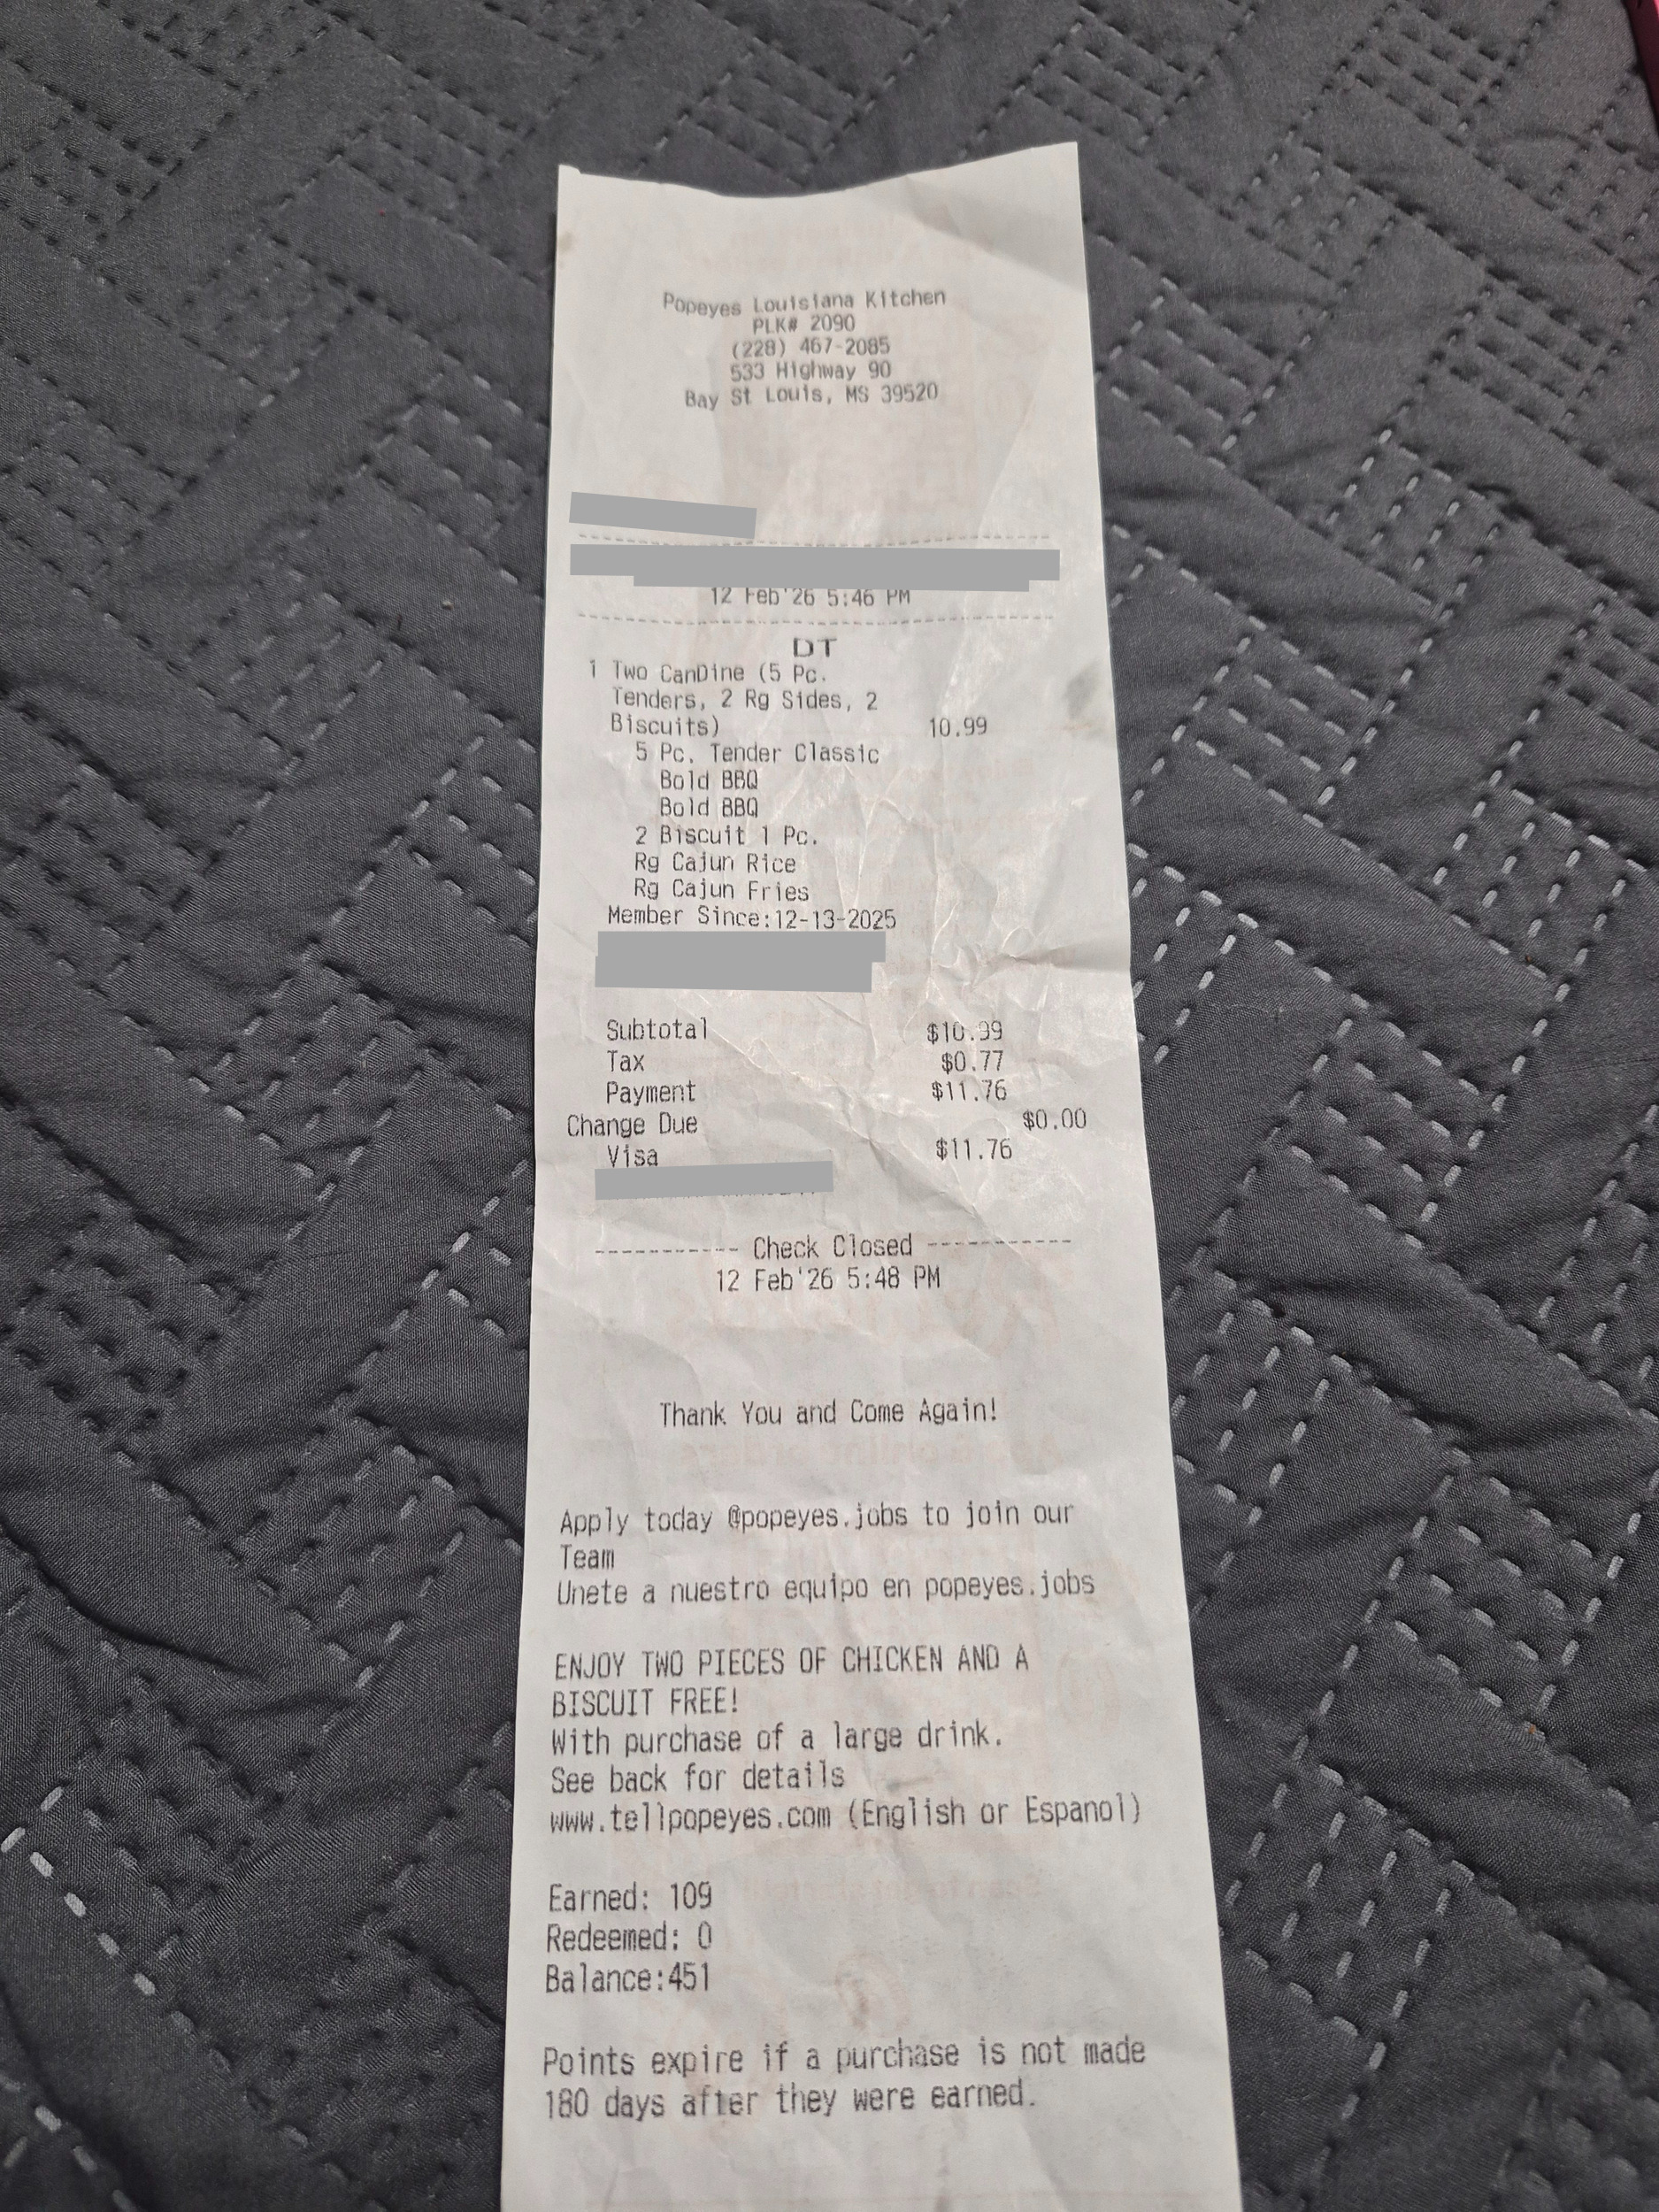 Popeyes Louisiana Kitchen
PLK# 2090
(228) 467-2085
533 Highway 90
Bay St Louis, MS 39520
12 Feb'26 5:46 PM
DT
1 Two CanDine (5 Pc.
Tenders, 2 Rg Sides, 2
Biscuits) 10.99
5 Pc. Tender Classic
Bold BBQ
Bold BBQ
2 Biscuit 1 Pc.
Rg Cajun Rice
Rg Cajun Fries
Member Since:12-13-2025
Subtotal $10.99
Tax $0.77
Payment $11.76
Change Due $0.00
Visa $11.76
----------- Check Closed -----------
12 Feb'26 5:48 PM
Thank You and Come Again!
Apply today @popeyes.jobs to join our
Team
Unete a nuestro equipo en popeyes.jobs
ENJOY TWO PIECES OF CHICKEN AND A
BISCUIT FREE!
With purchase of a large drink.
See back for details
www.tellpopeyes.com (English or Espanol)
Earned: 109
Redeemed: 0
Balance:451
Points expire if a purchase is not made
180 days after they were earned.